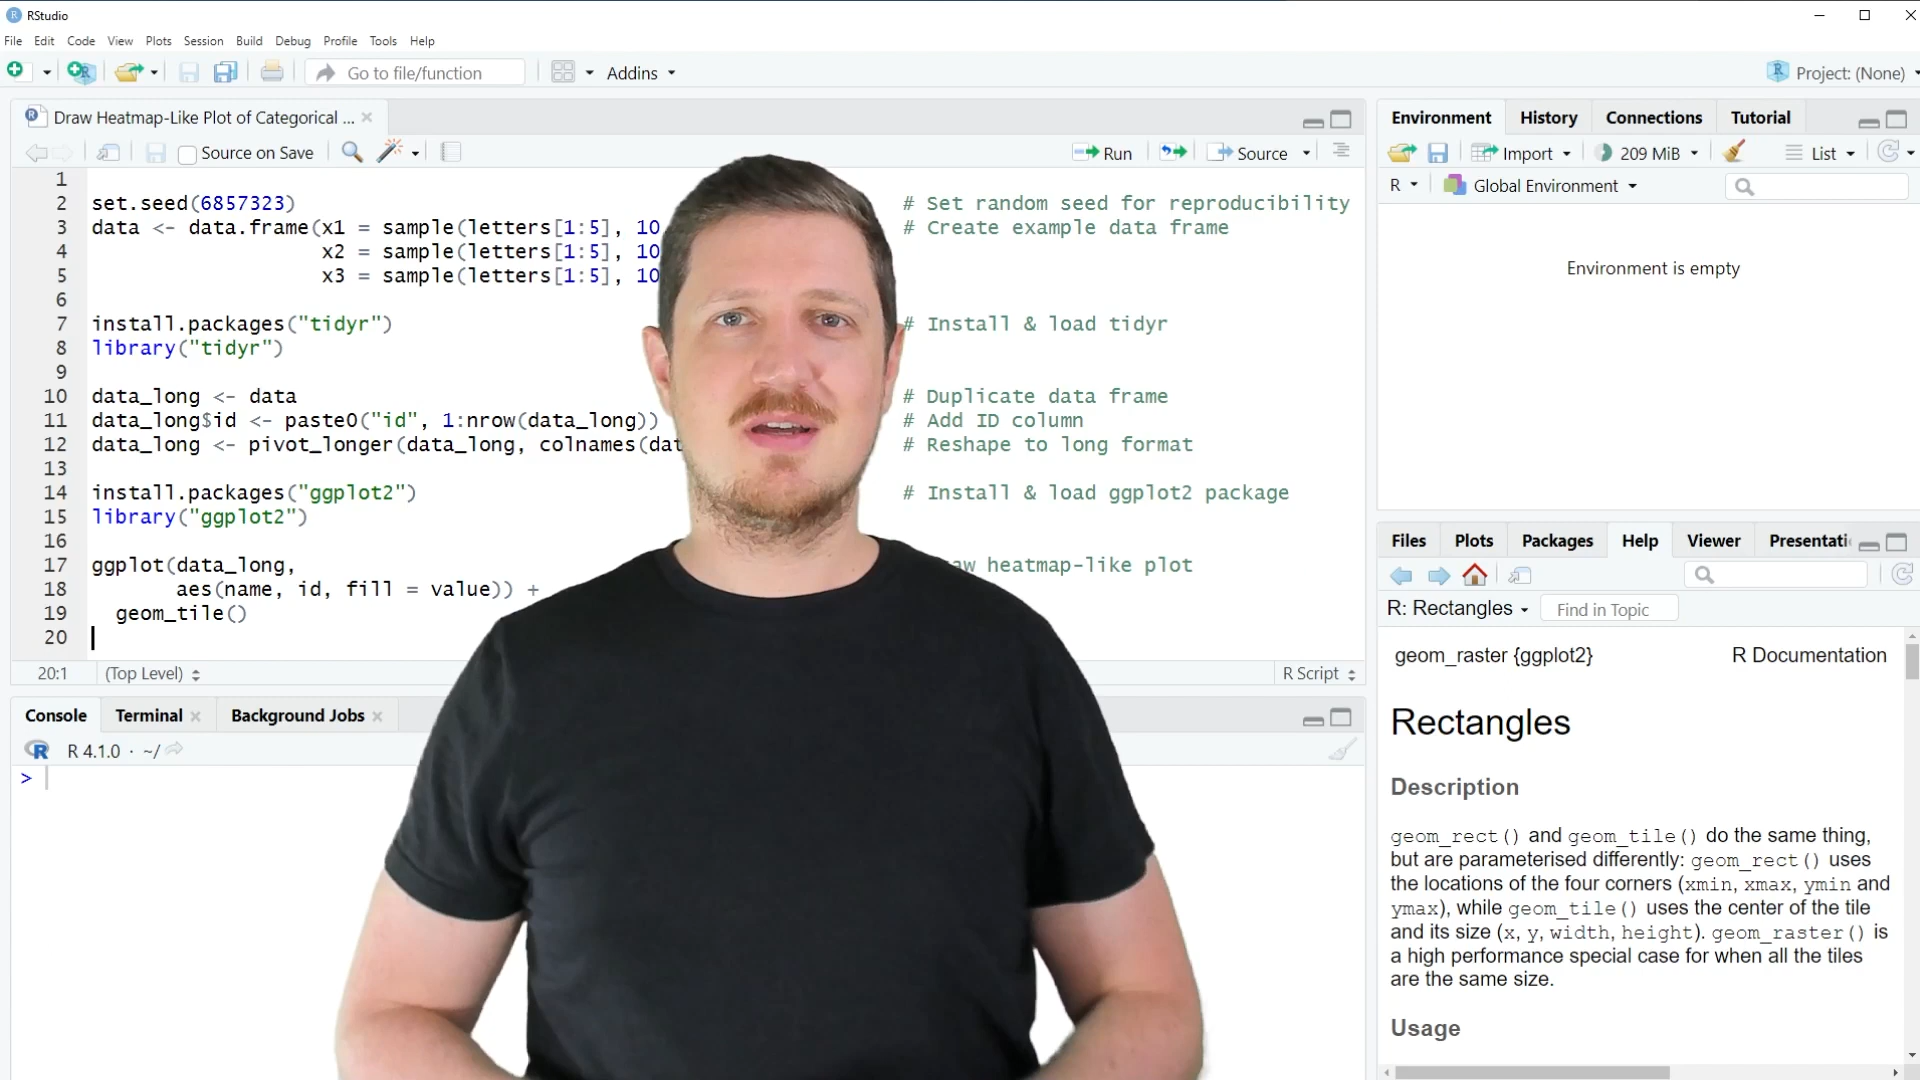 RStudio
File Edit Code View Plots Session Build Debug Profile Tools Help
Go to file/function
Addins
Project: (None)
Draw Heatmap-Like Plot of Categorical ...
Source on Save
Run
Source
1
2 set.seed(6857323) # Set random seed for reproducibility
3 data <- data.frame(x1 = sample(letters[1:5], 10 # Create example data frame
4 x2 = sample(letters[1:5], 10
5 x3 = sample(letters[1:5], 10
6
7 install.packages("tidyr") # Install & load tidyr
8 library("tidyr")
9
10 data_long <- data # Duplicate data frame
11 data_long$id <- paste0("id", 1:nrow(data_long)) # Add ID column
12 data_long <- pivot_longer(data_long, colnames(dat # Reshape to long format
13
14 install.packages("ggplot2") # Install & load ggplot2 package
15 library("ggplot2")
16
17 ggplot(data_long, aw heatmap-like plot
18 aes(name, id, fill = value)) +
19 geom_tile()
20
20:1 (Top Level) R Script
Console Terminal Background Jobs
R 4.1.0 · ~/
>
Environment History Connections Tutorial
Import 209 MiB List
R Global Environment
Environment is empty
Files Plots Packages Help Viewer Presentati
R: Rectangles Find in Topic
geom_raster {ggplot2} R Documentation
Rectangles
Description
geom_rect() and geom_tile() do the same thing,
but are parameterised differently: geom_rect() uses
the locations of the four corners (xmin, xmax, ymin and
ymax), while geom_tile() uses the center of the tile
and its size (x, y, width, height). geom_raster() is
a high performance special case for when all the tiles
are the same size.
Usage